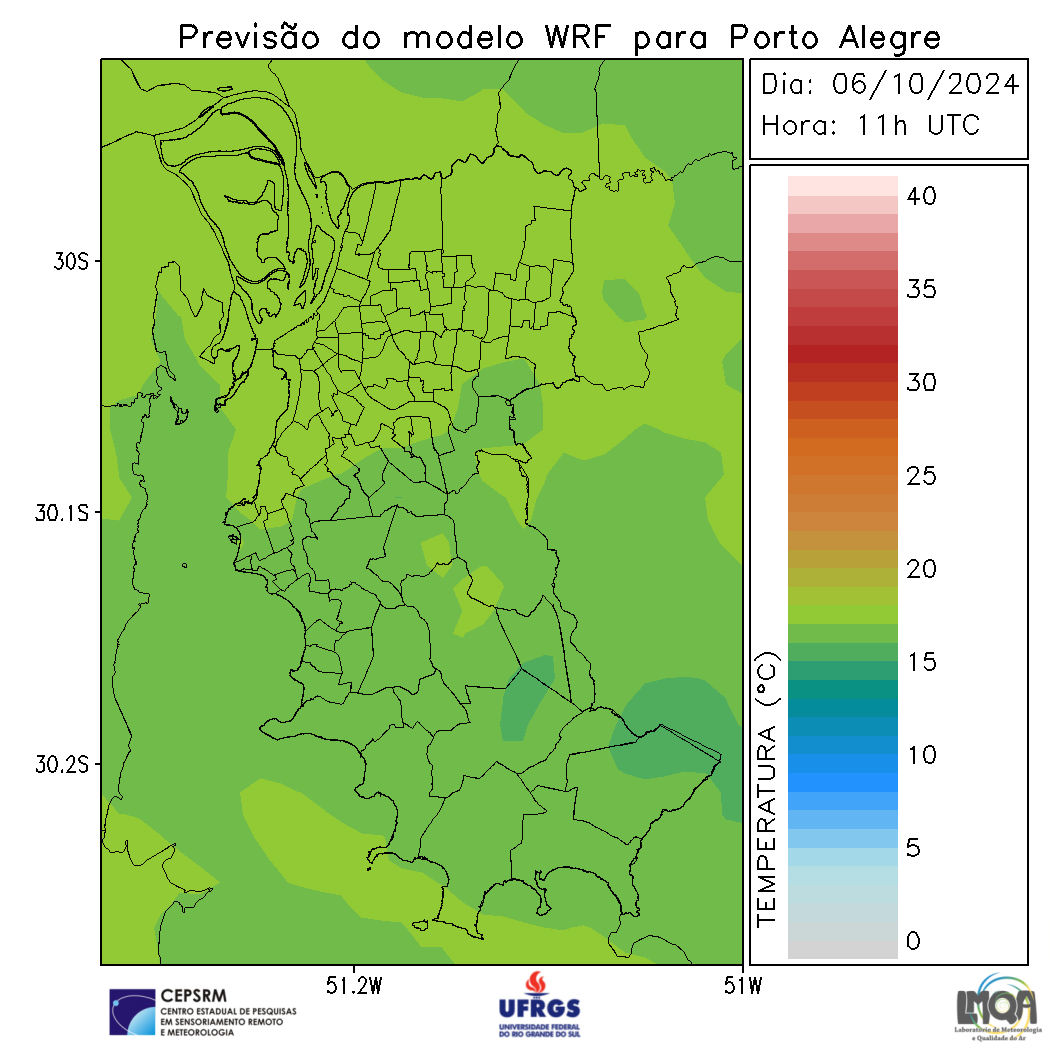 Previsão do modelo WRF para Porto Alegre
Dia: 06/10/2024
Hora: 11h UTC
30S
30.1S
30.2S
51.2W
51W
TEMPERATURA (°C)
40
35
30
25
20
15
10
5
0
CEPSRM
CENTRO ESTADUAL DE PESQUISAS
EM SENSORIAMENTO REMOTO
E METEOROLOGIA
UFRGS
UNIVERSIDADE FEDERAL
DO RIO GRANDE DO SUL
LMQA
Laboratório de Meteorologia
e Qualidade do Ar